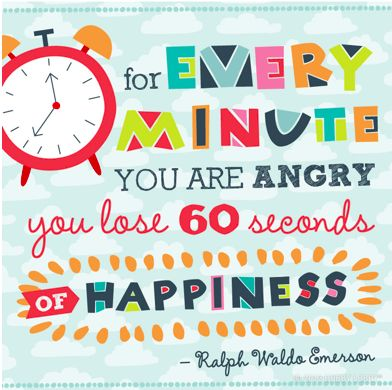 for EVERY
MINUTE
YOU ARE ANGRY
you lose 60 seconds
OF HAPPINESS
– Ralph Waldo Emerson